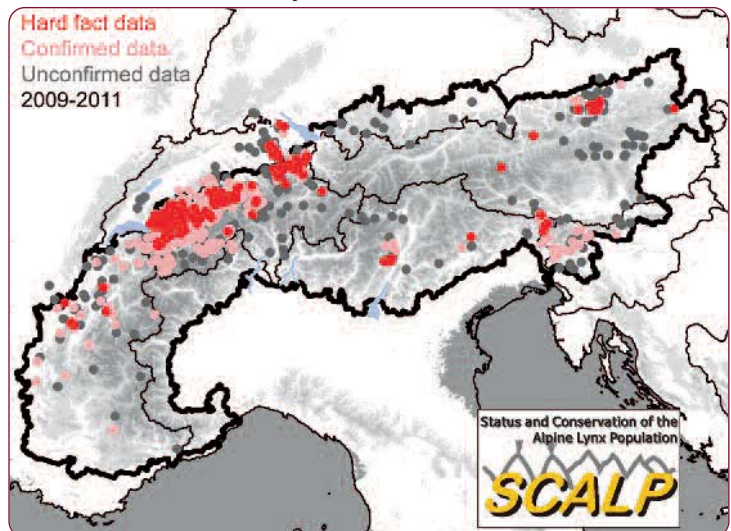 Hard fact data
Confirmed data
Unconfirmed data
2009-2011
Status and Conservation of the
Alpine Lynx Population
SCALP